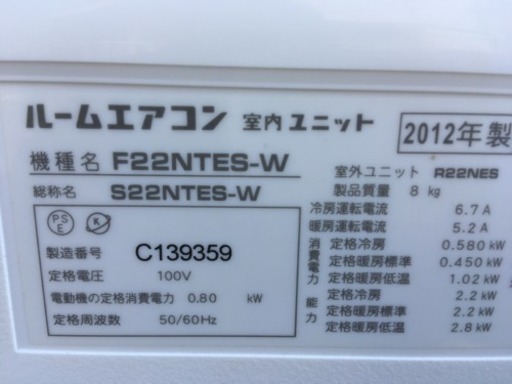 ルームエアコン 室内ユニット
2012年製
機種名 F22NTES-W
総称名 S22NTES-W
室外ユニット R22NES
製品質量 8 kg
PS
E
製造番号 C139359
定格電圧 100V
電動機の定格消費電力 0.80 kW
定格周波数 50/60Hz
冷房運転電流 6.7 A
暖房運転電流 5.2 A
消費電力
定格冷房 0.580 kW
定格暖房標準 0.450 kW
定格暖房低温 1.02 kW
能力
定格冷房 2.2 kW
定格暖房標準 2.2 kW
定格暖房低温 2.8 kW